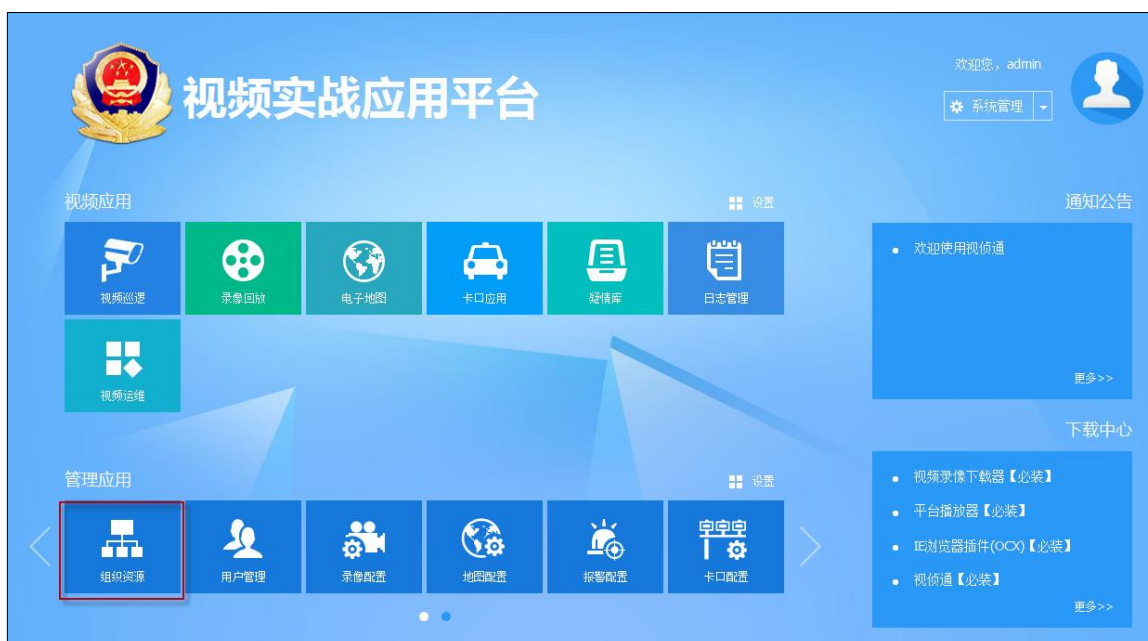 视频实战应用平台
欢迎您，admin
系统管理
视频应用
设置
视频巡逻
录像回放
电子地图
卡口应用
疑情库
日志管理
视频运维
管理应用
设置
组织资源
用户管理
录像配置
地图配置
报警配置
卡口配置
通知公告
欢迎使用视侦通
更多>>
下载中心
视频录像下载器【必装】
平台播放器【必装】
IE浏览器插件(OCX)【必装】
视侦通【必装】
更多>>